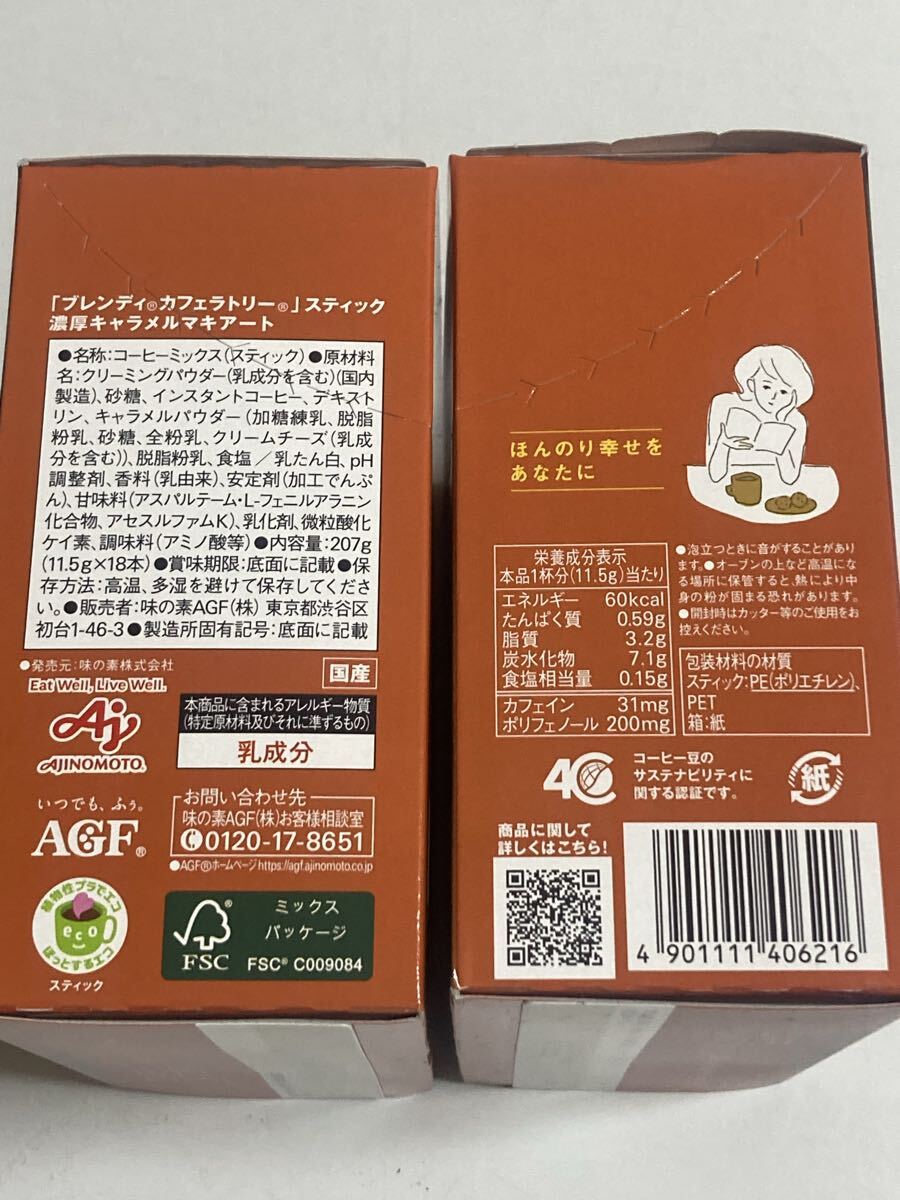 「ブレンディ®カフェラトリー®」スティック
濃厚キャラメルマキアート
●名称:コーヒーミックス(スティック)●原材料
名:クリーミングパウダー(乳成分を含む)(国内
製造)、砂糖、インスタントコーヒー、デキスト
リン、キャラメルパウダー(加糖練乳、脱脂
粉乳、砂糖、全粉乳、クリームチーズ(乳成
分を含む))、脱脂粉乳、食塩/乳たん白、pH
調整剤、香料(乳由来)、安定剤(加工でんぷ
ん)、甘味料(アスパルテーム・L-フェニルアラニン
化合物、アセスルファムK)、乳化剤、微粒酸化
ケイ素、調味料(アミノ酸等)●内容量:207g
(11.5g×18本)●賞味期限:底面に記載●保
存方法:高温、多湿を避けて保存してくださ
い。●販売者:味の素AGF(株) 東京都渋谷区
初台1-46-3●製造所固有記号:底面に記載
●発売元:味の素株式会社
Eat Well, Live Well.
国産
AJINOMOTO®
本商品に含まれるアレルギー物質
(特定原材料及びそれに準ずるもの)
乳成分
いつでも、ふぅ。
AGF®
お問い合わせ先
味の素AGF(株)お客様相談室
0120-17-8651
●AGF®ホームページhttps://agf.ajinomoto.co.jp
植物性プラでエコ
eco
ほっとするエコ
スティック
FSC
ミックス
パッケージ
FSC® C009084
ほんのり幸せを
あなたに
栄養成分表示
本品1杯分(11.5g)当たり
エネルギー 60kcal
たんぱく質 0.59g
脂質 3.2g
炭水化物 7.1g
食塩相当量 0.15g
カフェイン 31mg
ポリフェノール 200mg
●泡立つときに音がすることがあり
ます。●オーブンの上など高温にな
る場所に保管すると、熱により中
身の粉が固まる恐れがあります。
●開封時はカッター等のご使用をお
控えください。
包装材料の材質
スティック:PE(ポリエチレン)、
PET
箱:紙
4C
コーヒー豆の
サステナビリティに
関する認証です。
紙
商品に関して
詳しくはこちら!
4 901111 406216